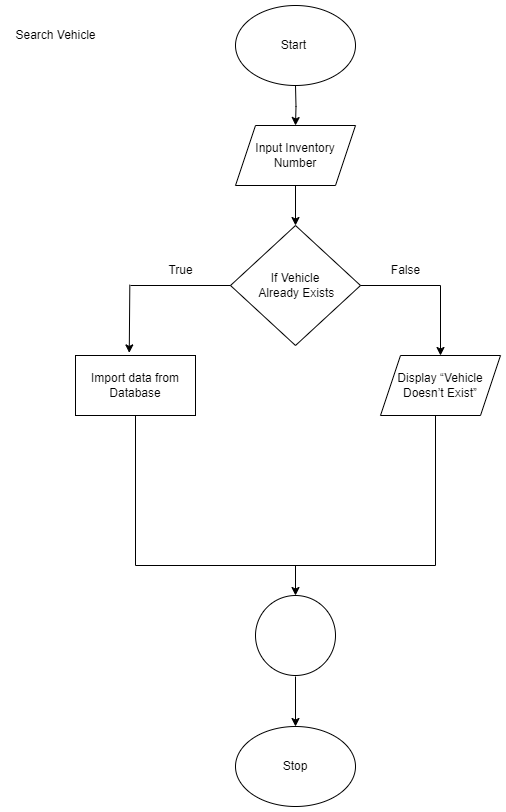 Search Vehicle
Start
Input Inventory
Number
If Vehicle
Already Exists
True
False
Import data from
Database
Display “Vehicle
Doesn’t Exist”
Stop